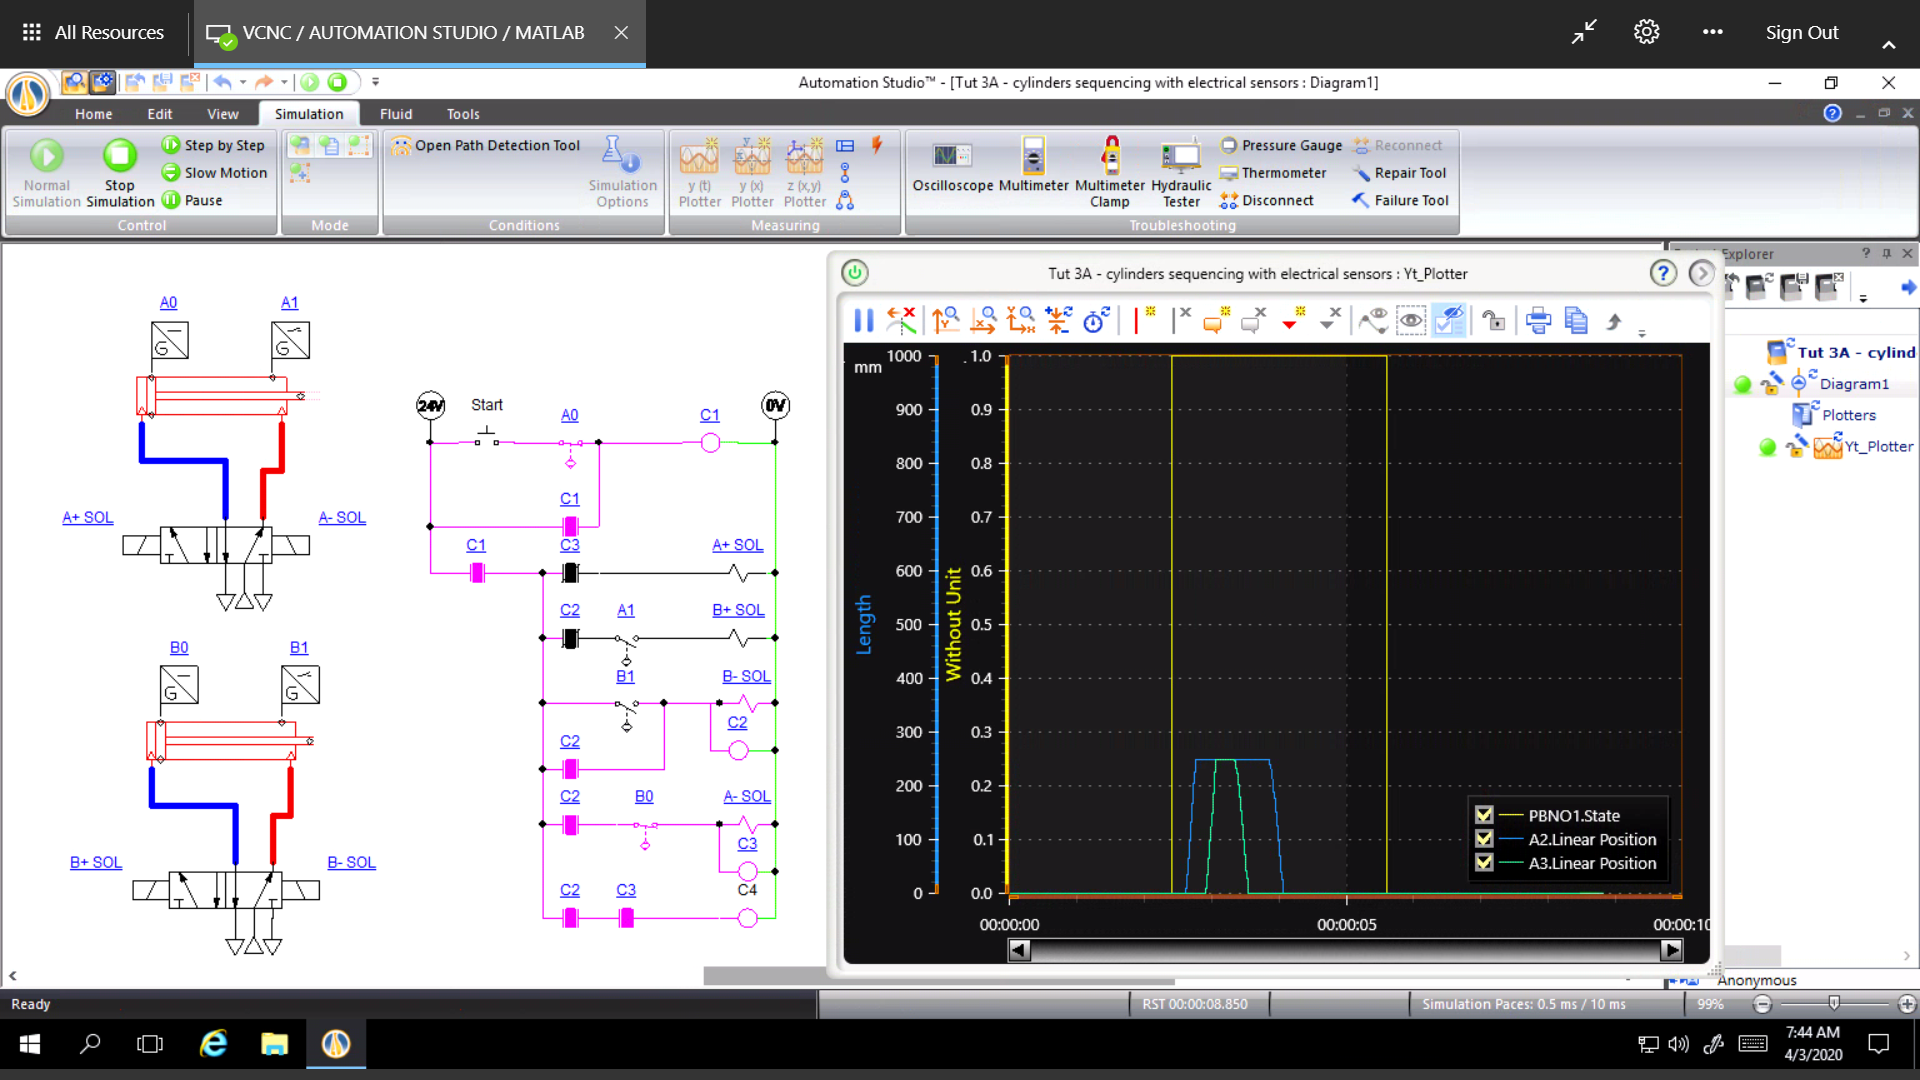 All Resources
VCNC / AUTOMATION STUDIO / MATLAB
Sign Out
Automation Studio™ - [Tut 3A - cylinders sequencing with electrical sensors : Diagram1]
Home Edit View Simulation Fluid Tools
Normal Simulation
Stop Simulation
Step by Step
Slow Motion
Pause
Control
Mode
Open Path Detection Tool
Simulation Options
Conditions
y (t) Plotter
y (x) Plotter
z (x,y) Plotter
Measuring
Oscilloscope
Multimeter
Multimeter Clamp
Hydraulic Tester
Pressure Gauge
Thermometer
Disconnect
Reconnect
Repair Tool
Failure Tool
Troubleshooting
A0
A1
G
G
A+ SOL
A- SOL
B0
B1
G
G
B+ SOL
B- SOL
24V
Start
A0
C1
0V
C1
C1
C3
A+ SOL
C2
A1
B+ SOL
B1
B- SOL
C2
C2
C2
B0
A- SOL
C3
C2
C3
C4
Tut 3A - cylinders sequencing with electrical sensors : Yt_Plotter
mm
1000
900
800
700
600
500
400
300
200
100
0
Length
Without Unit
1.0
0.9
0.8
0.7
0.6
0.5
0.4
0.3
0.2
0.1
0.0
PBNO1.State
A2.Linear Position
A3.Linear Position
00:00:00
00:00:05
00:00:10
Explorer
Tut 3A - cylind
Diagram1
Plotters
Yt_Plotter
Anonymous
Ready
RST 00:00:08.850
Simulation Paces: 0.5 ms / 10 ms
99%
7:44 AM
4/3/2020